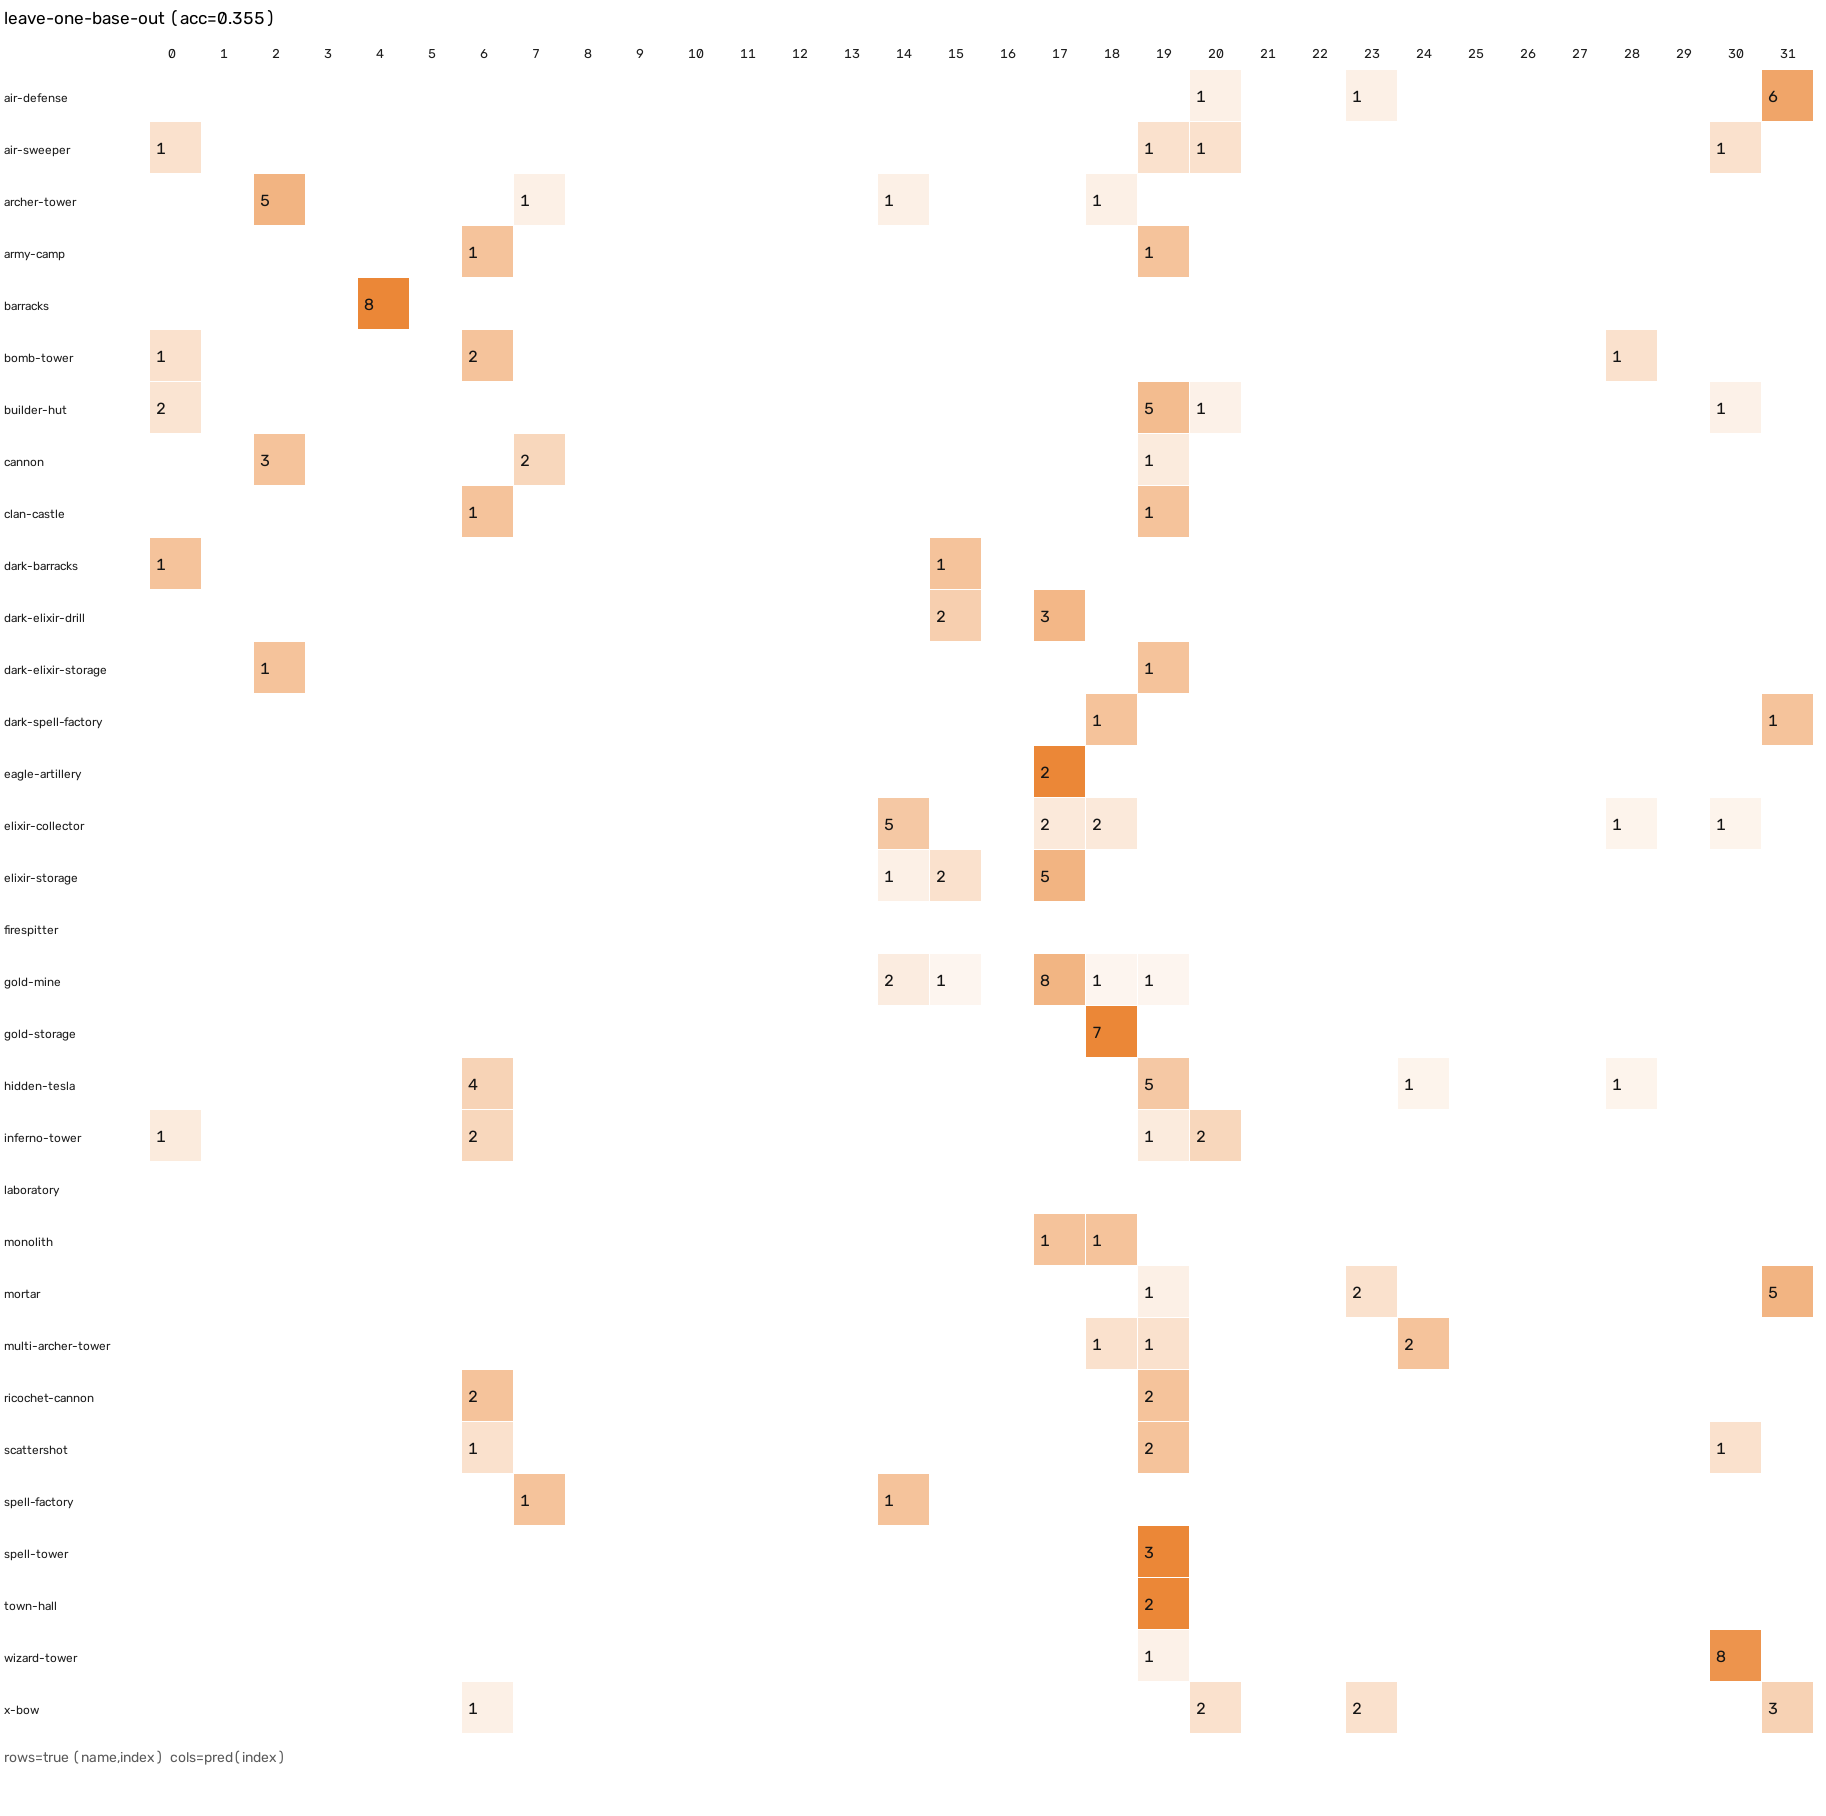 leave-one-base-out (acc=0.355)
0 1 2 3 4 5 6 7 8 9 10 11 12 13 14 15 16 17 18 19 20 21 22 23 24 25 26 27 28 29 30 31
air-defense 1 1 6
air-sweeper 1 1 1 1
archer-tower 5 1 1 1
army-camp 1 1
barracks 8
bomb-tower 1 2 1
builder-hut 2 5 1 1
cannon 3 2 1
clan-castle 1 1
dark-barracks 1 1
dark-elixir-drill 2 3
dark-elixir-storage 1 1
dark-spell-factory 1 1
eagle-artillery 2
elixir-collector 5 2 2 1 1
elixir-storage 1 2 5
firespitter
gold-mine 2 1 8 1 1
gold-storage 7
hidden-tesla 4 5 1 1
inferno-tower 1 2 1 2
laboratory
monolith 1 1
mortar 1 2 5
multi-archer-tower 1 1 2
ricochet-cannon 2 2
scattershot 1 2 1
spell-factory 1 1
spell-tower 3
town-hall 2
wizard-tower 1 8
x-bow 1 2 2 3
rows=true (name,index) cols=pred(index)